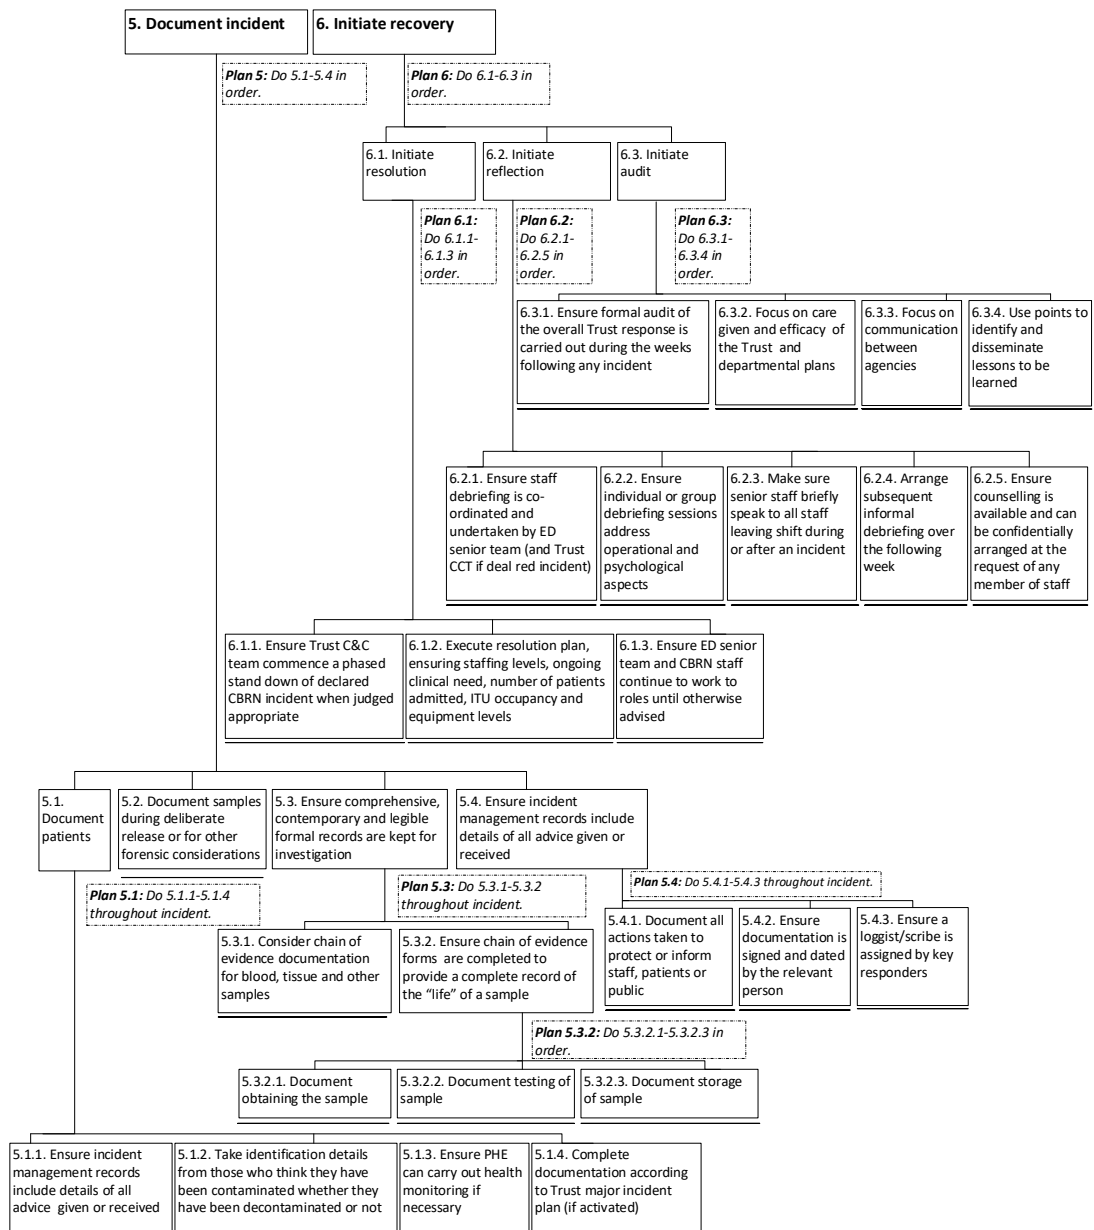 5. Document incident
6. Initiate recovery
Plan 5: Do 5.1-5.4 in
order.
Plan 6: Do 6.1-6.3 in
order.
6.1. Initiate
resolution
6.2. Initiate
reflection
6.3. Initiate
audit
Plan 6.1:
Do 6.1.1-
6.1.3 in
order.
Plan 6.2:
Do 6.2.1-
6.2.5 in
order.
Plan 6.3:
Do 6.3.1-
6.3.4 in
order.
6.3.1. Ensure formal audit of
the overall Trust response is
carried out during the weeks
following any incident
6.3.2. Focus on care
given and efficacy of
the Trust and
departmental plans
6.3.3. Focus on
communication
between
agencies
6.3.4. Use points to
identify and
disseminate
lessons to be
learned
6.2.1. Ensure staff
debriefing is co-
ordinated and
undertaken by ED
senior team (and Trust
CCT if deal red incident)
6.2.2. Ensure
individual or group
debriefing sessions
address
operational and
psychological
aspects
6.2.3. Make sure
senior staff briefly
speak to all staff
leaving shift during
or after an incident
6.2.4. Arrange
subsequent
informal
debriefing over
the following
week
6.2.5. Ensure
counselling is
available and can
be confidentially
arranged at the
request of any
member of staff
6.1.1. Ensure Trust C&C
team commence a phased
stand down of declared
CBRN incident when judged
appropriate
6.1.2. Execute resolution plan,
ensuring staffing levels, ongoing
clinical need, number of patients
admitted, ITU occupancy and
equipment levels
6.1.3. Ensure ED senior
team and CBRN staff
continue to work to
roles until otherwise
advised
5.1.
Document
patients
5.2. Document samples
during deliberate
release or for other
forensic considerations
5.3. Ensure comprehensive,
contemporary and legible
formal records are kept for
investigation
5.4. Ensure incident
management records include
details of all advice given or
received
Plan 5.1: Do 5.1.1-5.1.4
throughout incident.
Plan 5.3: Do 5.3.1-5.3.2
throughout incident.
Plan 5.4: Do 5.4.1-5.4.3 throughout incident.
5.3.1. Consider chain of
evidence documentation
for blood, tissue and other
samples
5.3.2. Ensure chain of evidence
forms are completed to
provide a complete record of
the “life” of a sample
5.4.1. Document all
actions taken to
protect or inform
staff, patients or
public
5.4.2. Ensure
documentation is
signed and dated
by the relevant
person
5.4.3. Ensure a
loggist/scribe is
assigned by key
responders
Plan 5.3.2: Do 5.3.2.1-5.3.2.3 in
order.
5.3.2.1. Document
obtaining the sample
5.3.2.2. Document testing of
sample
5.3.2.3. Document storage
of sample
5.1.1. Ensure incident
management records
include details of all
advice given or received
5.1.2. Take identification details
from those who think they have
been contaminated whether they
have been decontaminated or not
5.1.3. Ensure PHE
can carry out health
monitoring if
necessary
5.1.4. Complete
documentation according
to Trust major incident
plan (if activated)